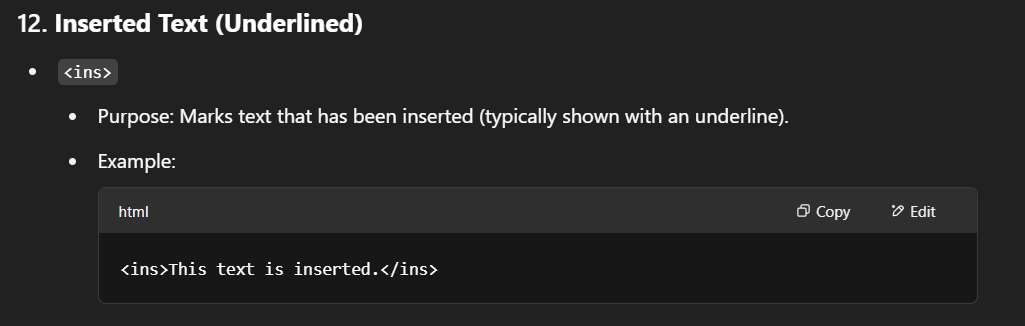 12. Inserted Text (Underlined)
<ins>
Purpose: Marks text that has been inserted (typically shown with an underline).
Example:
html Copy Edit
<ins>This text is inserted.</ins>